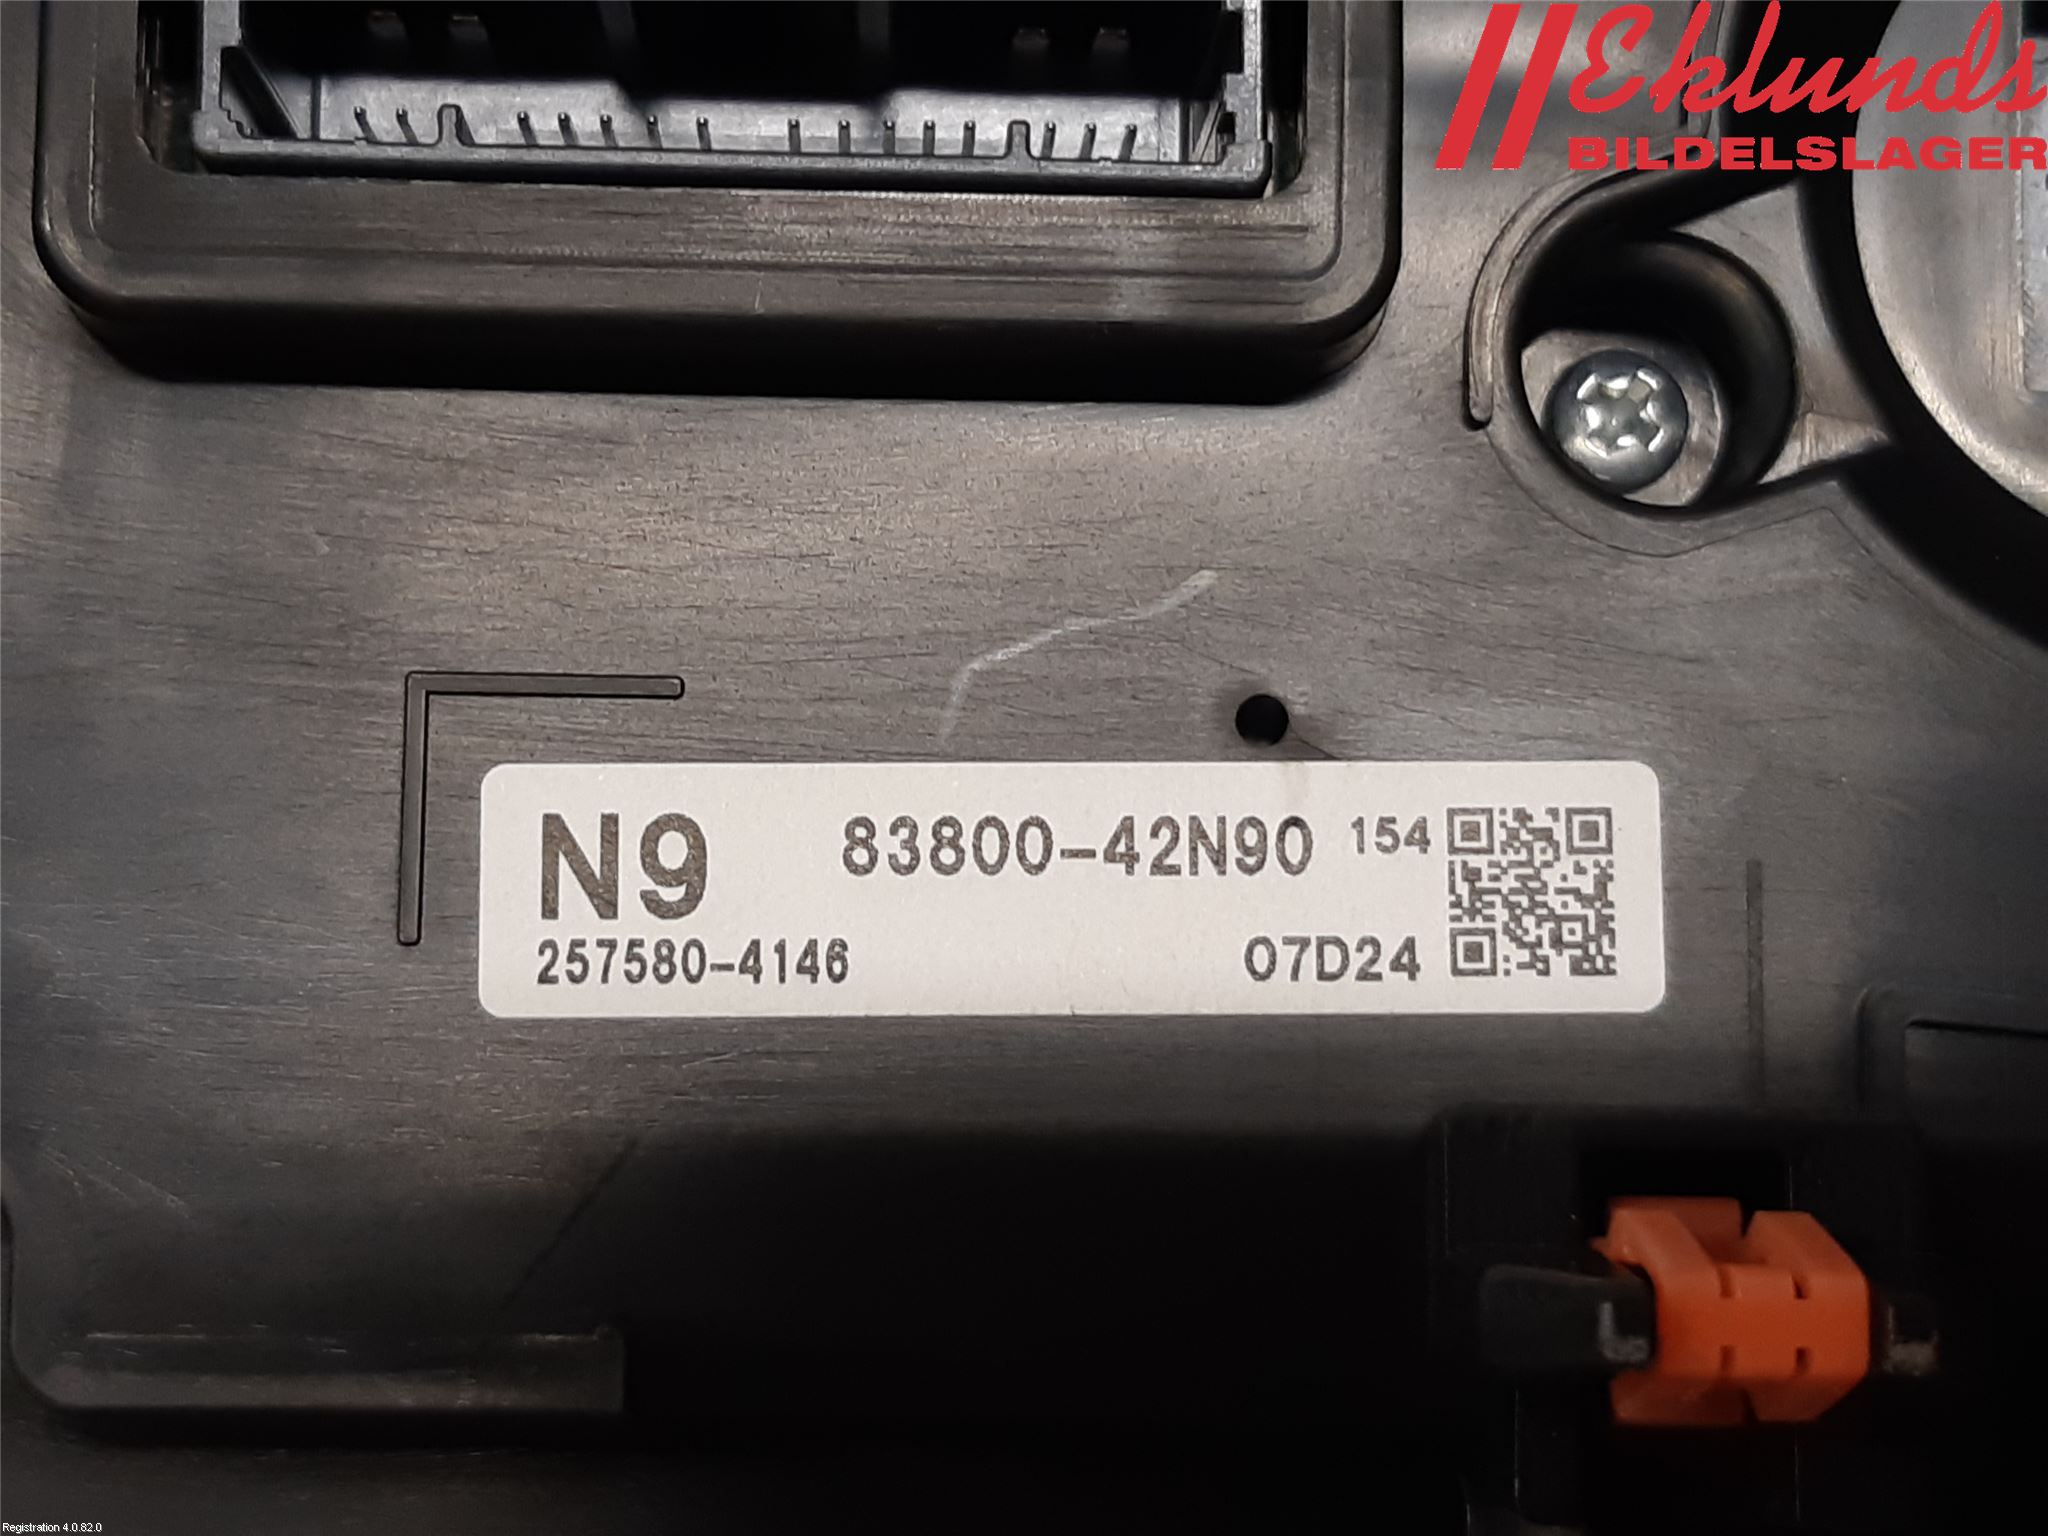 Eklunds
BILDELSLAGER
N9 83800-42N90 154
257580-4146 07D24
Registration 4.0.82.0